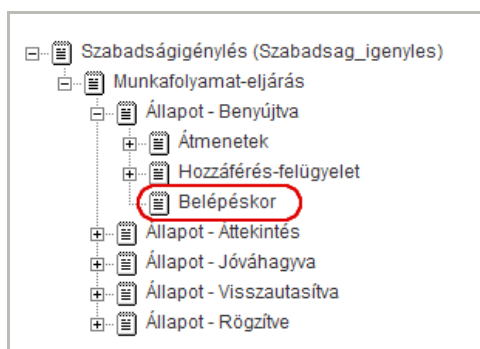 Szabadságigénylés (Szabadsag_igenyles)
Munkafolyamat-eljárás
Állapot - Benyújtva
Átmenetek
Hozzáférés-felügyelet
Belépéskor
Állapot - Áttekintés
Állapot - Jóváhagyva
Állapot - Visszautasítva
Állapot - Rögzítve